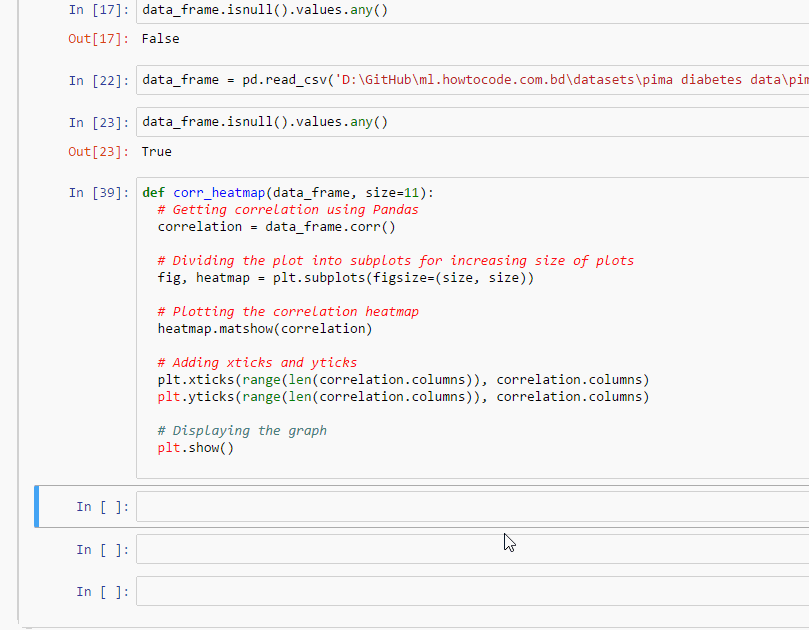 In [17]: data_frame.isnull().values.any()
Out[17]: False
In [22]: data_frame = pd.read_csv('D:\GitHub\ml.howtocode.com.bd\datasets\pima diabetes data\pim
In [23]: data_frame.isnull().values.any()
Out[23]: True
In [39]: def corr_heatmap(data_frame, size=11):
# Getting correlation using Pandas
correlation = data_frame.corr()
# Dividing the plot into subplots for increasing size of plots
fig, heatmap = plt.subplots(figsize=(size, size))
# Plotting the correlation heatmap
heatmap.matshow(correlation)
# Adding xticks and yticks
plt.xticks(range(len(correlation.columns)), correlation.columns)
plt.yticks(range(len(correlation.columns)), correlation.columns)
# Displaying the graph
plt.show()
In [ ]:
In [ ]:
In [ ]: